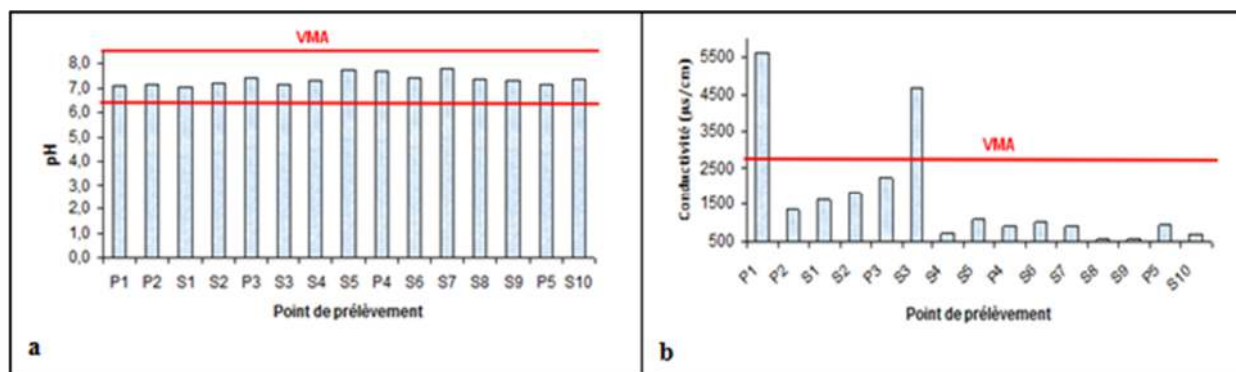 VMA
8,0
7,0
6,0
5,0
4,0
3,0
2,0
1,0
0,0
pH
P1 P2 S1 S2 P3 S3 S4 S5 P4 S6 S7 S8 S9 P5 S10
Point de prélèvement
a
5500
4500
3500
2500
1500
500
Conductivité (µs/cm)
VMA
P1 P2 S1 S2 P3 S3 S4 S5 P4 S6 S7 S8 S9 P5 S10
Point de prélèvement
b